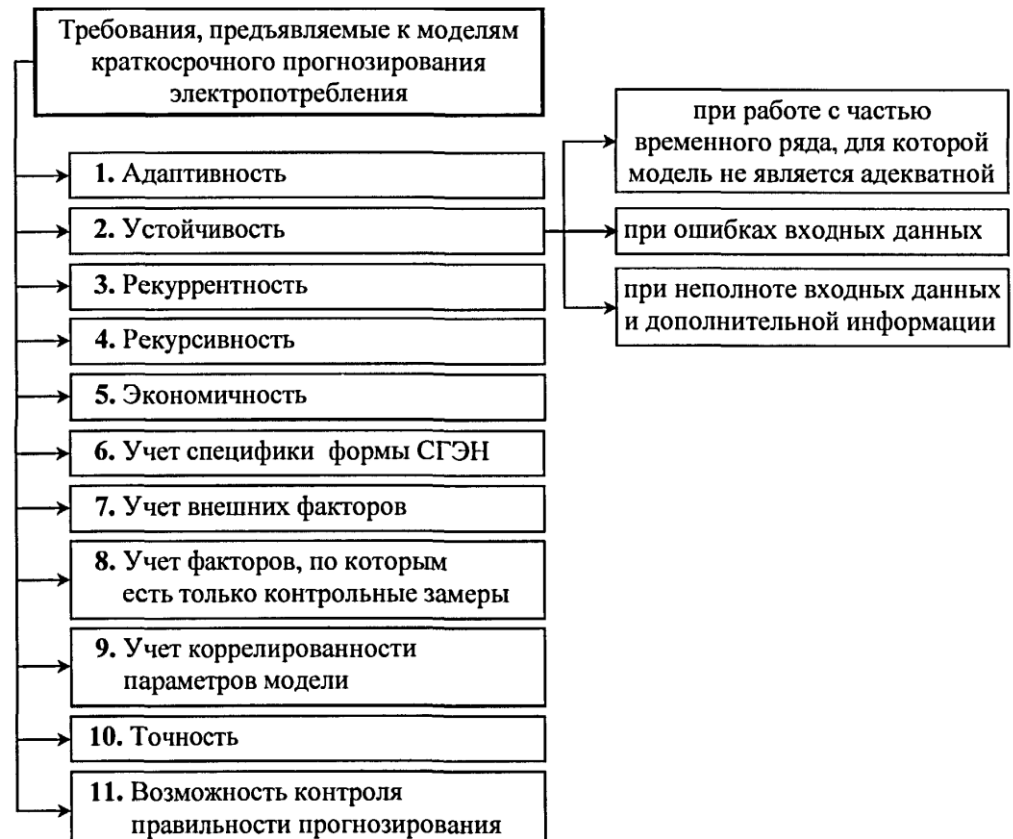 Требования, предъявляемые к моделям
краткосрочного прогнозирования
электропотребления
1. Адаптивность
2. Устойчивость
3. Рекуррентность
4. Рекурсивность
5. Экономичность
6. Учет специфики формы СГЭН
7. Учет внешних факторов
8. Учет факторов, по которым
есть только контрольные замеры
9. Учет коррелированности
параметров модели
10. Точность
11. Возможность контроля
правильности прогнозирования
при работе с частью
временного ряда, для которой
модель не является адекватной
при ошибках входных данных
при неполноте входных данных
и дополнительной информации